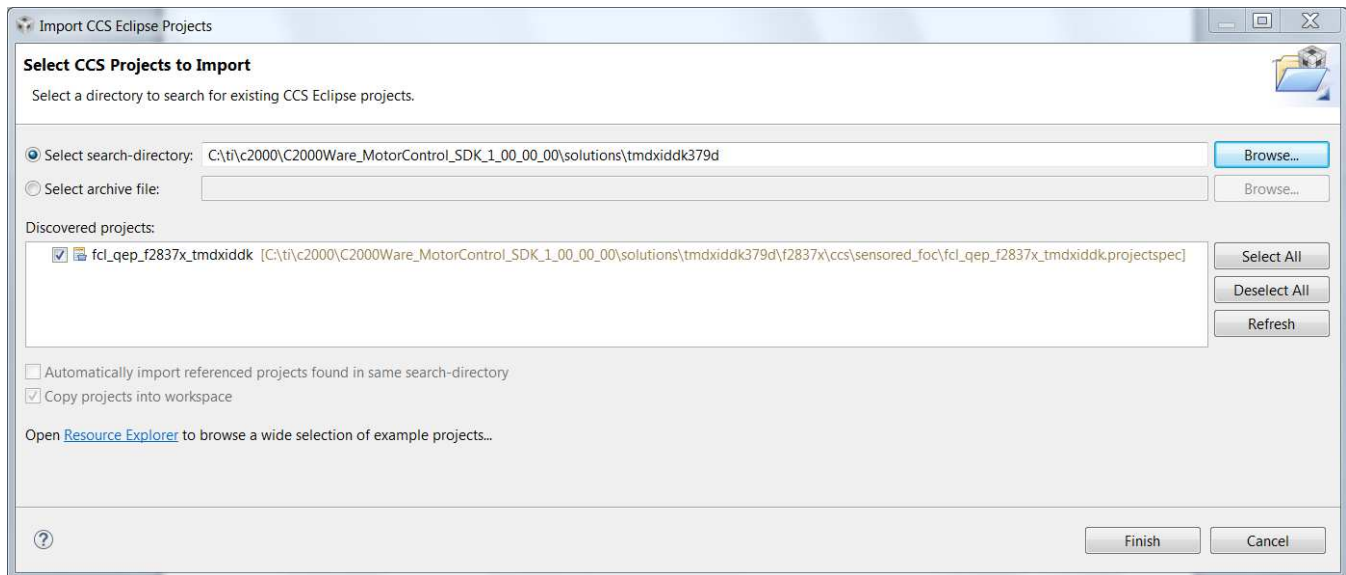 Import CCS Eclipse Projects
Select CCS Projects to Import
Select a directory to search for existing CCS Eclipse projects.
Select search-directory: C:\ti\c2000\C2000Ware_MotorControl_SDK_1_00_00_00\solutions\tmdxiddk379d Browse...
Select archive file: Browse...
Discovered projects:
fcl_qep_f2837x_tmdxiddk [C:\ti\c2000\C2000Ware_MotorControl_SDK_1_00_00_00\solutions\tmdxiddk379d\f2837x\ccs\sensored_foc\fcl_qep_f2837x_tmdxiddk.projectspec] Select All
Deselect All
Refresh
Automatically import referenced projects found in same search-directory
Copy projects into workspace
Open Resource Explorer to browse a wide selection of example projects...
? Finish Cancel